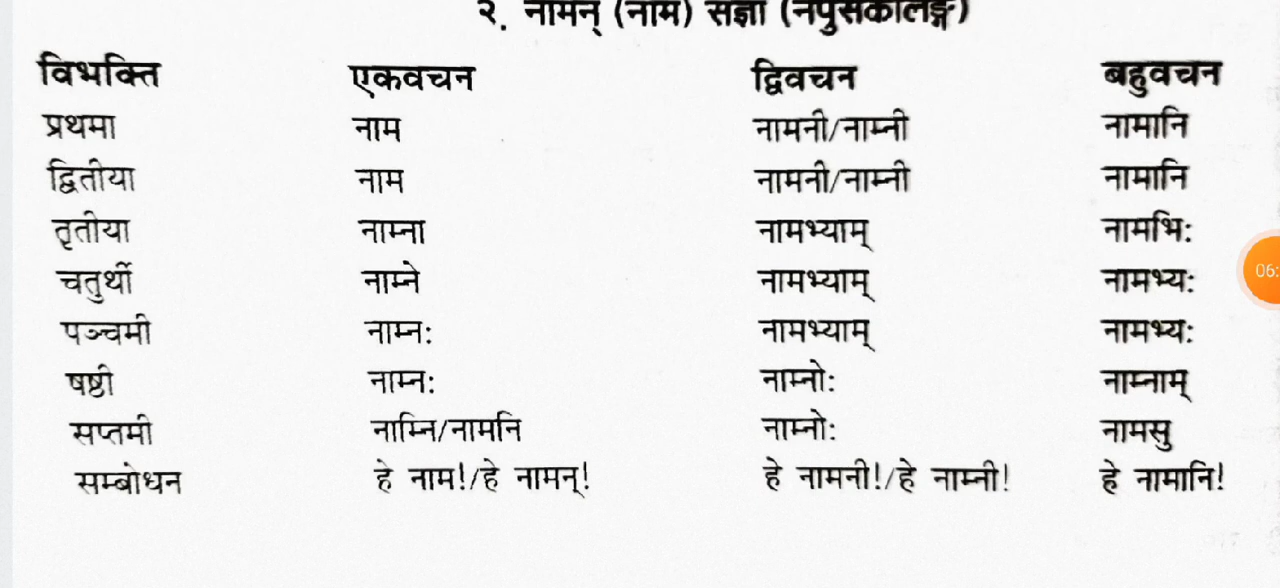 २. नामन् (नाम) संज्ञा (नपुंसकलिङ्ग)
विभक्ति एकवचन द्विवचन बहुवचन
प्रथमा नाम नामनी/नाम्नी नामानि
द्वितीया नाम नामनी/नाम्नी नामानि
तृतीया नाम्ना नामभ्याम् नामभि:
चतुर्थी नाम्ने नामभ्याम् नामभ्य:
पञ्चमी नाम्न: नामभ्याम् नामभ्य:
षष्ठी नाम्न: नाम्नो: नाम्नाम्
सप्तमी नाम्नि/नामनि नाम्नो: नामसु
सम्बोधन हे नाम!/हे नामन्! हे नामनी!/हे नाम्नी! हे नामानि!
06: